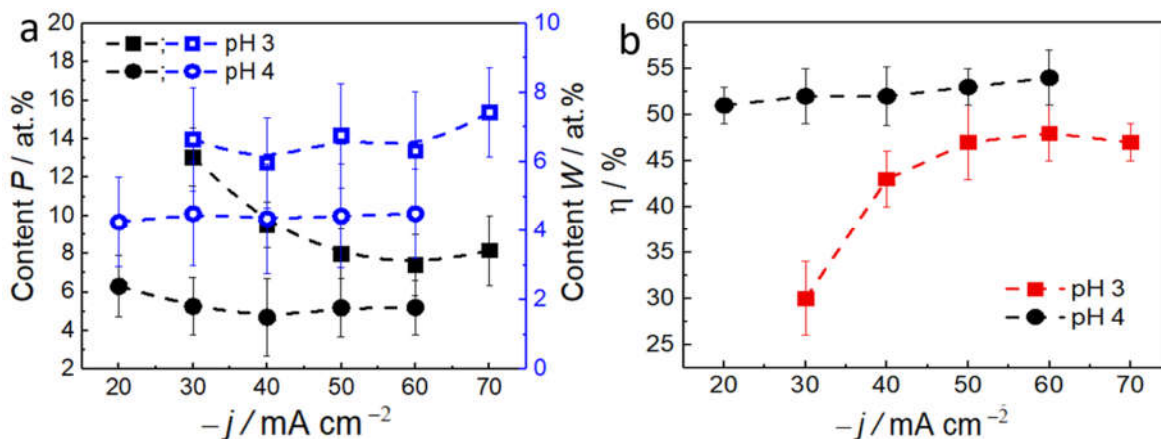 a
Content P / at.%
20
18
16
14
12
10
8
6
4
2
;
pH 3
;
pH 4
10
8
6
4
2
0
Content W / at.%
20 30 40 50 60 70
−j / mA cm −2
b
η / %
60
55
50
45
40
35
30
25
pH 3
pH 4
20 30 40 50 60 70
−j / mA cm −2